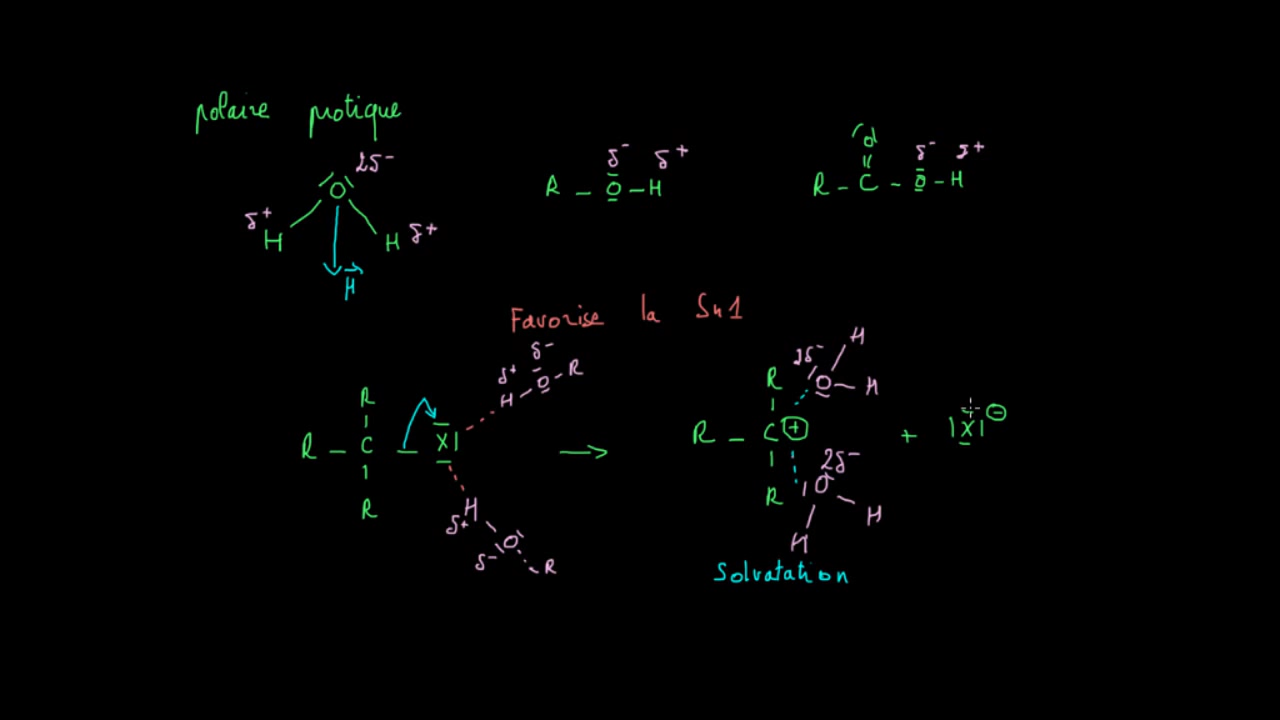 polaire protique
2δ⁻
O
δ⁺ H H δ⁺
μ
δ⁻ δ⁺
R – O – H
O
δ⁻ δ⁺
R – C – O – H
Favorise la SN1
δ⁺ δ⁻
H – O – R
R
R – C – X
R
H
δ⁺
O
δ⁻
R
→
2δ⁻ H
R O – H
R – C ⊕ + X ⊖
2δ⁻
R O
H
H
Solvatation